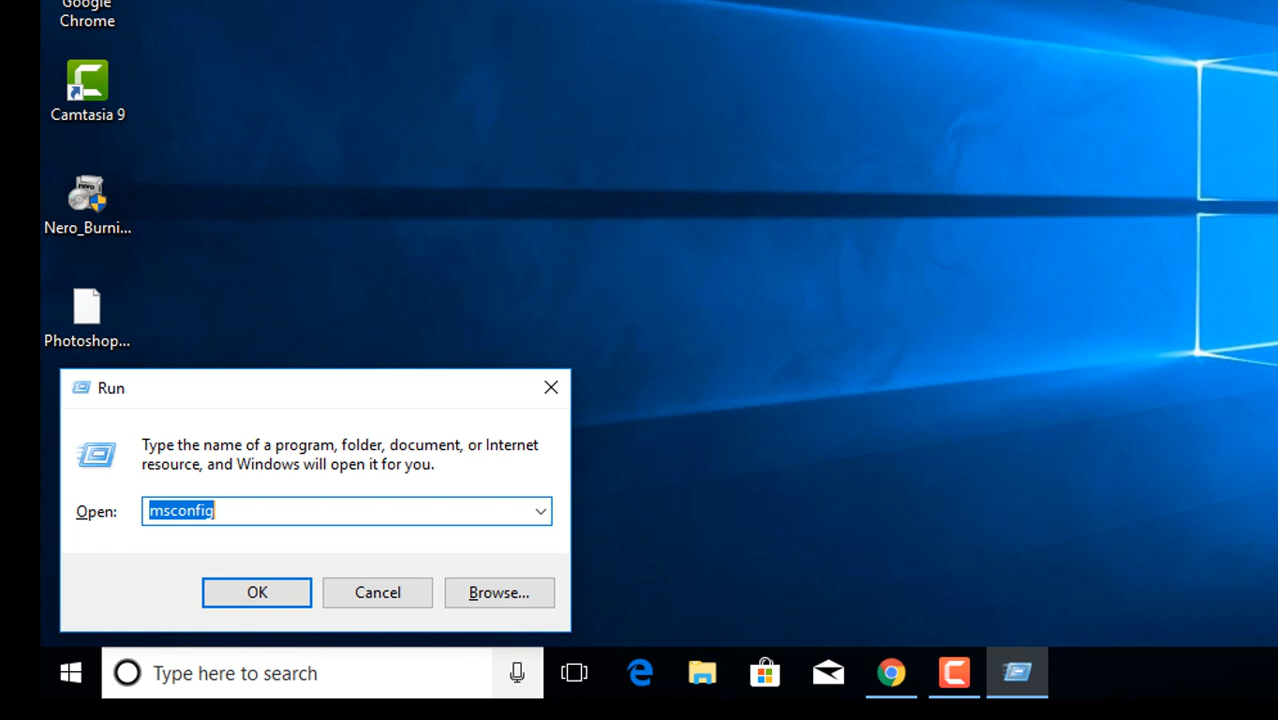 Google
Chrome
Camtasia 9
nero
Nero_Burni...
Photoshop...
Run
Type the name of a program, folder, document, or Internet
resource, and Windows will open it for you.
Open:
msconfig
OK
Cancel
Browse...
Type here to search